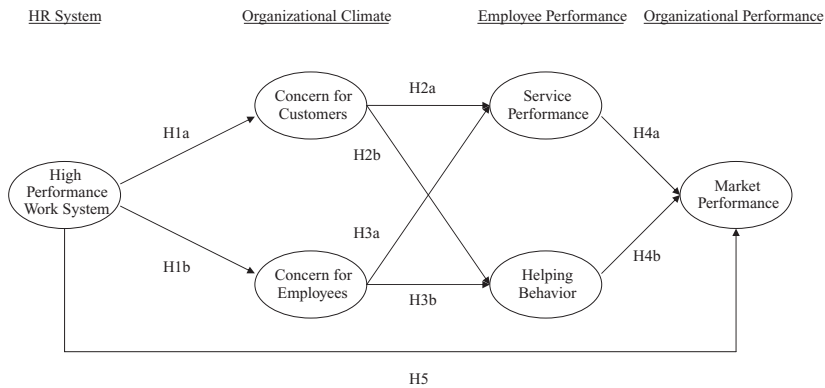 HR System
Organizational Climate
Employee Performance
Organizational Performance
H1a
Concern for
Customers
H2a
Service
Performance
H4a
H2b
High
Performance
Work System
Market
Performance
H3a
H1b
Concern for
Employees
H3b
Helping
Behavior
H4b
H5